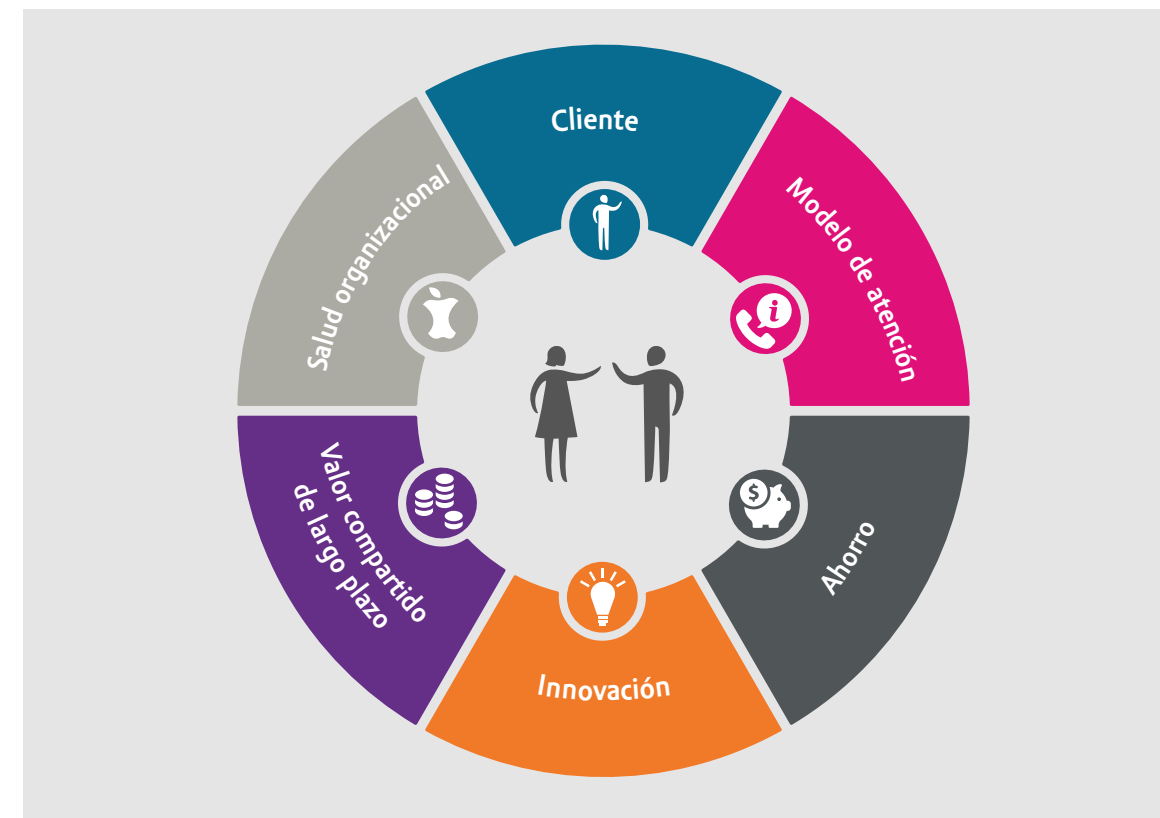 Cliente
Modelo de atención
i
$
Ahorro
Innovación
Valor compartido
de largo plazo
Salud organizacional